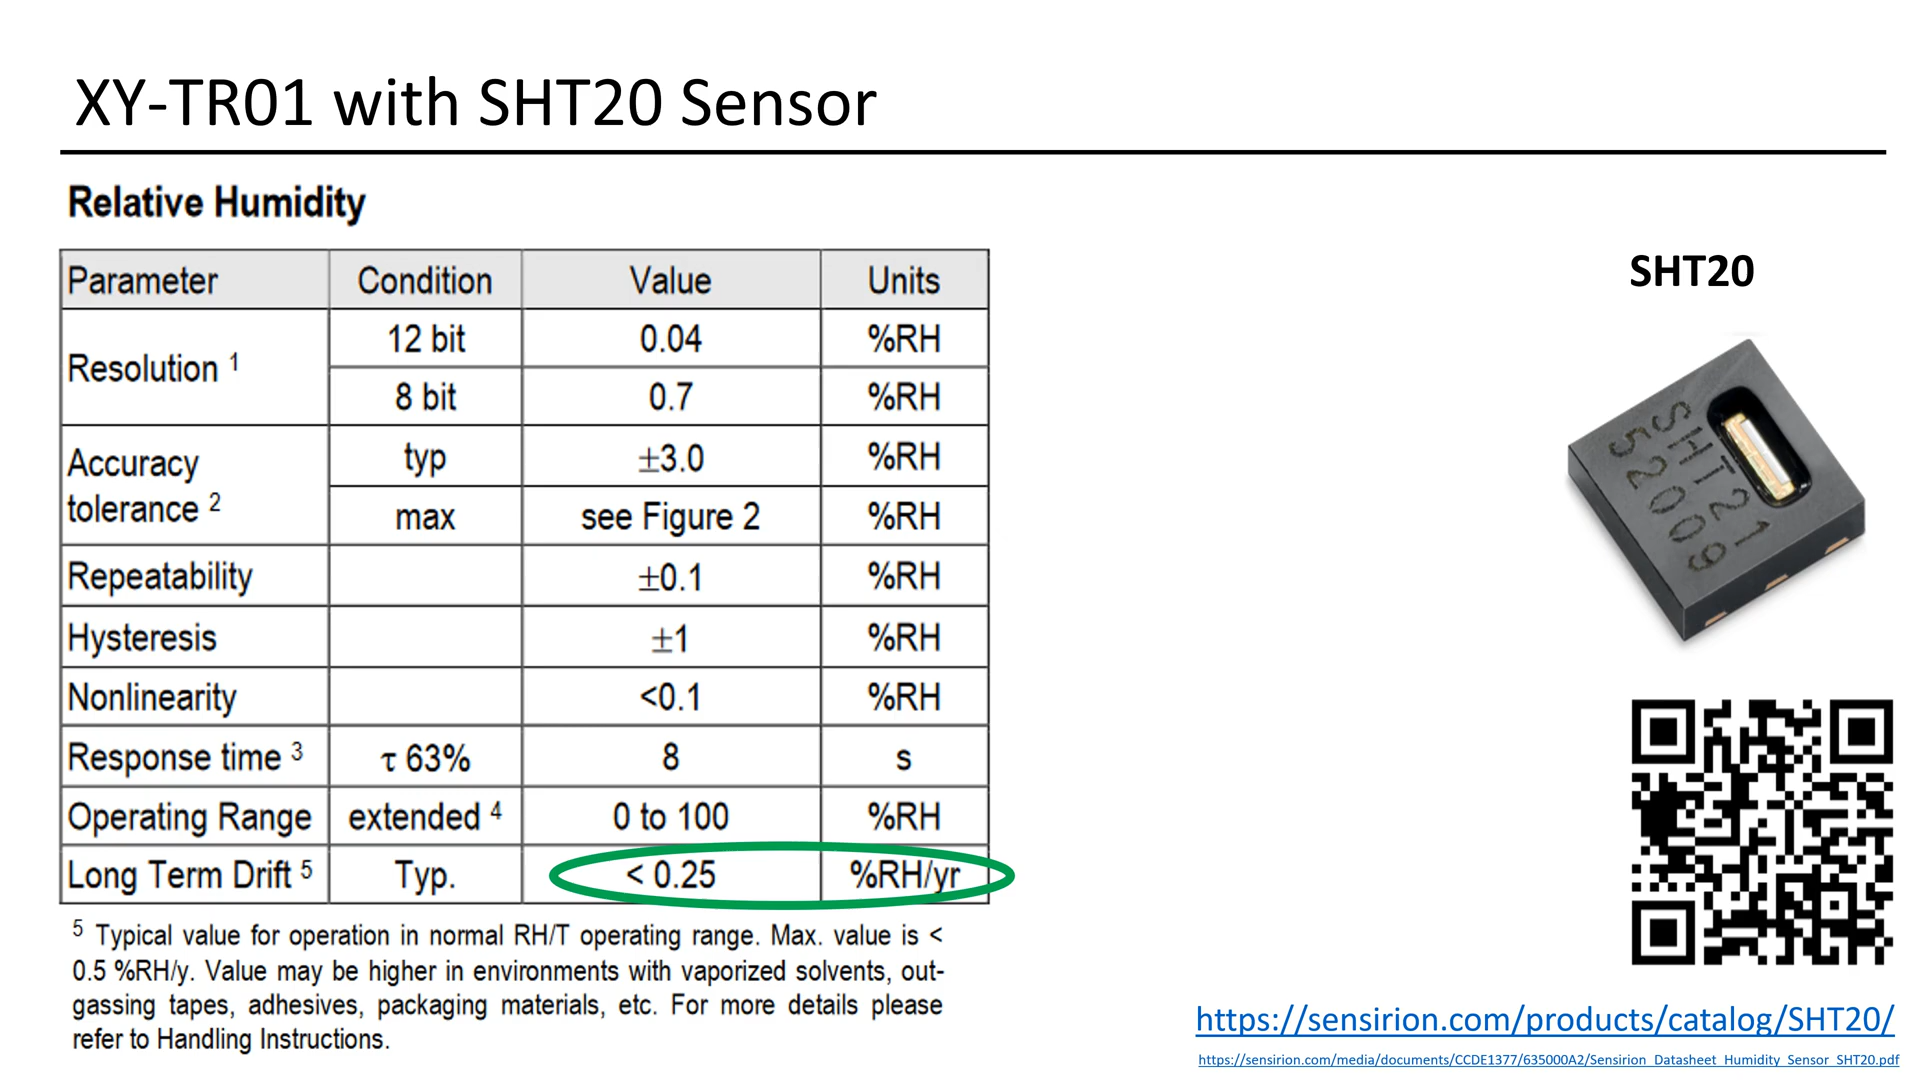 XY-TR01 with SHT20 Sensor
Relative Humidity
Parameter Condition Value Units
Resolution 1 12 bit 0.04 %RH
8 bit 0.7 %RH
Accuracy tolerance 2 typ ±3.0 %RH
max see Figure 2 %RH
Repeatability ±0.1 %RH
Hysteresis ±1 %RH
Nonlinearity <0.1 %RH
Response time 3 τ 63% 8 s
Operating Range extended 4 0 to 100 %RH
Long Term Drift 5 Typ. < 0.25 %RH/yr
5 Typical value for operation in normal RH/T operating range. Max. value is <
0.5 %RH/y. Value may be higher in environments with vaporized solvents, out-
gassing tapes, adhesives, packaging materials, etc. For more details please
refer to Handling Instructions.
SHT20
SHT21
52009
https://sensirion.com/products/catalog/SHT20/
https://sensirion.com/media/documents/CCDE1377/635000A2/Sensirion_Datasheet_Humidity_Sensor_SHT20.pdf